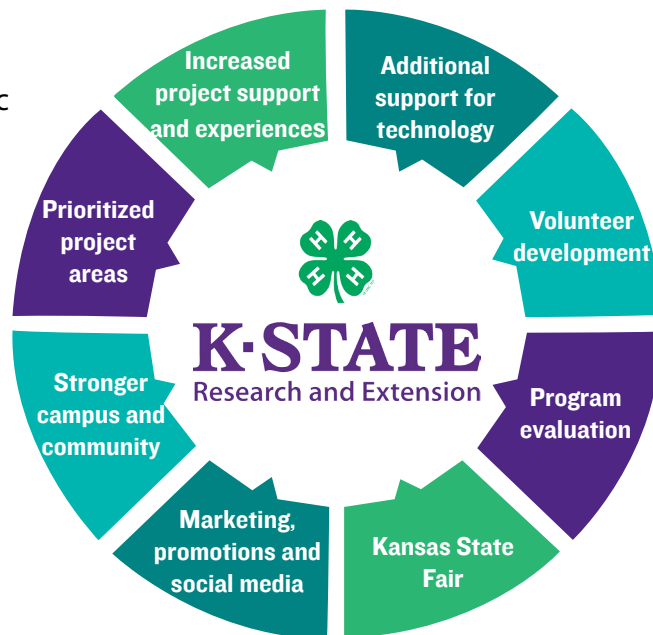 c
Increased
project support
and experiences
Additional
support for
technology
Volunteer
development
Program
evaluation
Kansas State
Fair
Marketing,
promotions and
social media
Stronger
campus and
community
Prioritized
project
areas
H H
H H
K·STATE
Research and Extension